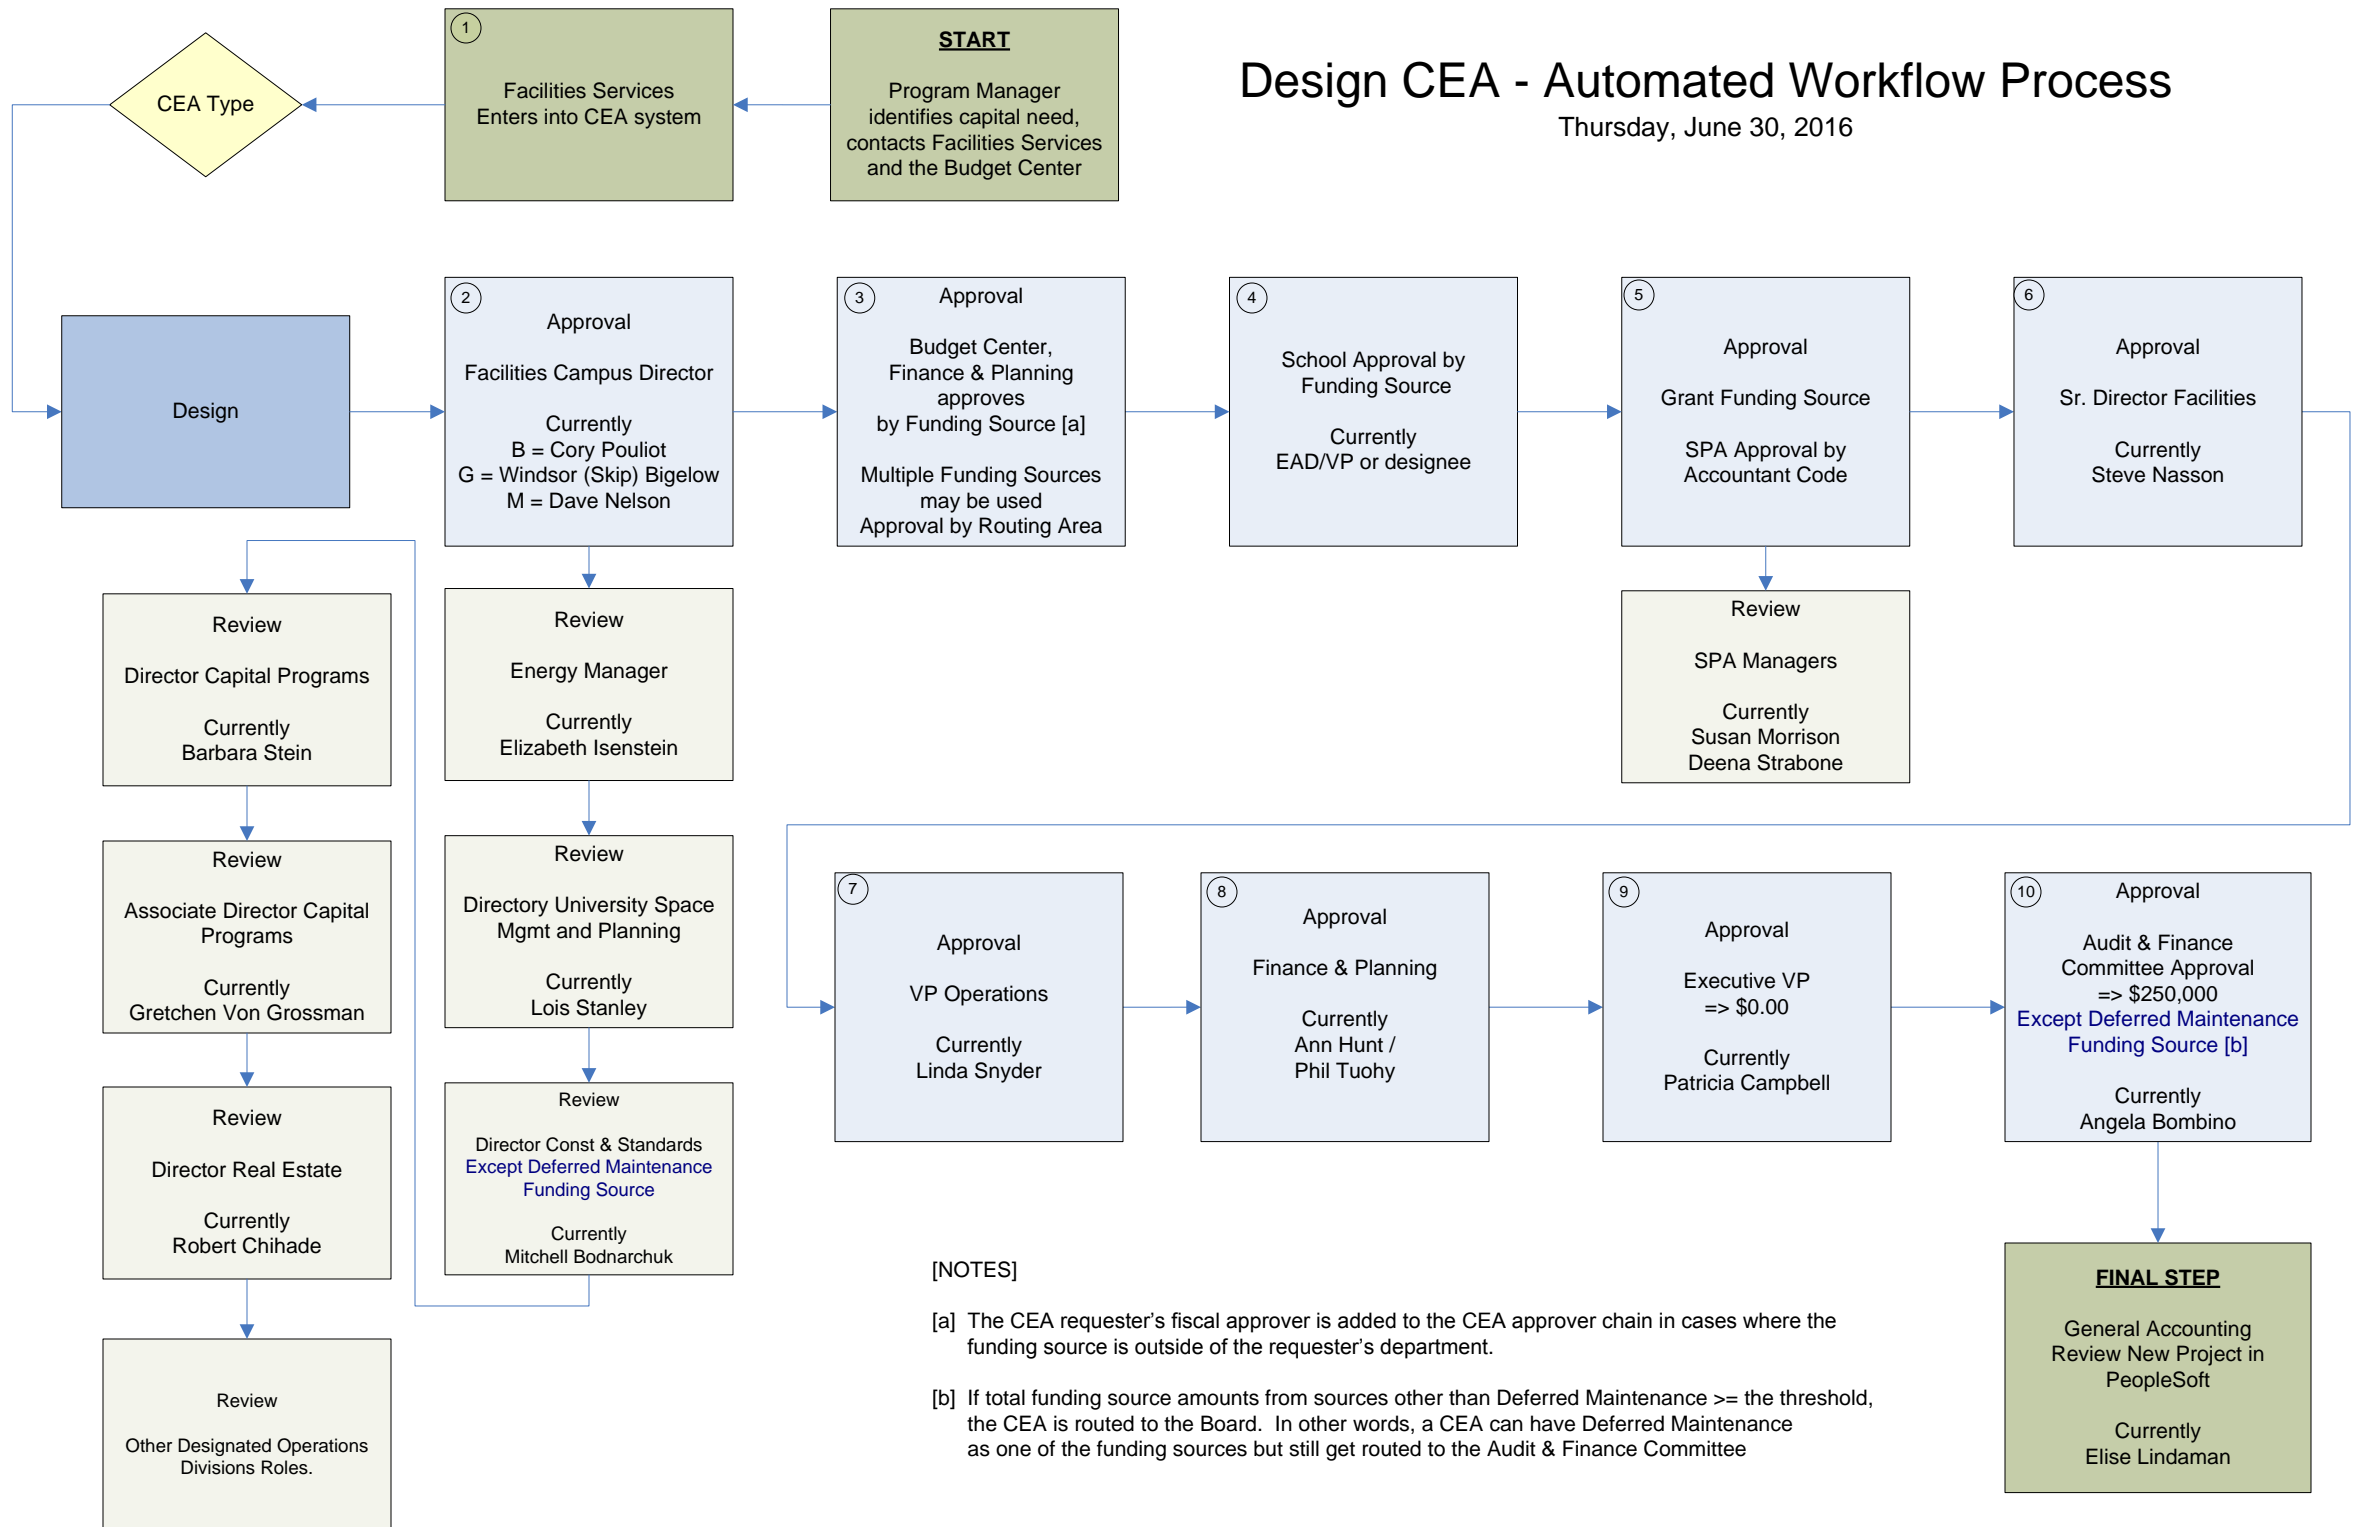 Design CEA - Automated Workflow Process
Thursday, June 30, 2016
START
Program Manager
identifies capital need,
contacts Facilities Services
and the Budget Center
1
Facilities Services
Enters into CEA system
CEA Type
Design
2
Approval
Facilities Campus Director
Currently
B = Cory Pouliot
G = Windsor (Skip) Bigelow
M = Dave Nelson
3
Approval
Budget Center,
Finance & Planning
approves
by Funding Source [a]
Multiple Funding Sources
may be used
Approval by Routing Area
4
School Approval by
Funding Source
Currently
EAD/VP or designee
5
Approval
Grant Funding Source
SPA Approval by
Accountant Code
6
Approval
Sr. Director Facilities
Currently
Steve Nasson
Review
Energy Manager
Currently
Elizabeth Isenstein
Review
Directory University Space
Mgmt and Planning
Currently
Lois Stanley
Review
Director Const & Standards
Except Deferred Maintenance
Funding Source
Currently
Mitchell Bodnarchuk
Review
Director Capital Programs
Currently
Barbara Stein
Review
Associate Director Capital
Programs
Currently
Gretchen Von Grossman
Review
Director Real Estate
Currently
Robert Chihade
Review
Other Designated Operations
Divisions Roles.
Review
SPA Managers
Currently
Susan Morrison
Deena Strabone
7
Approval
VP Operations
Currently
Linda Snyder
8
Approval
Finance & Planning
Currently
Ann Hunt /
Phil Tuohy
9
Approval
Executive VP
=> $0.00
Currently
Patricia Campbell
10
Approval
Audit & Finance
Committee Approval
=> $250,000
Except Deferred Maintenance
Funding Source [b]
Currently
Angela Bombino
FINAL STEP
General Accounting
Review New Project in
PeopleSoft
Currently
Elise Lindaman
[NOTES]
[a] The CEA requester’s fiscal approver is added to the CEA approver chain in cases where the
funding source is outside of the requester’s department.
[b] If total funding source amounts from sources other than Deferred Maintenance >= the threshold,
the CEA is routed to the Board. In other words, a CEA can have Deferred Maintenance
as one of the funding sources but still get routed to the Audit & Finance Committee